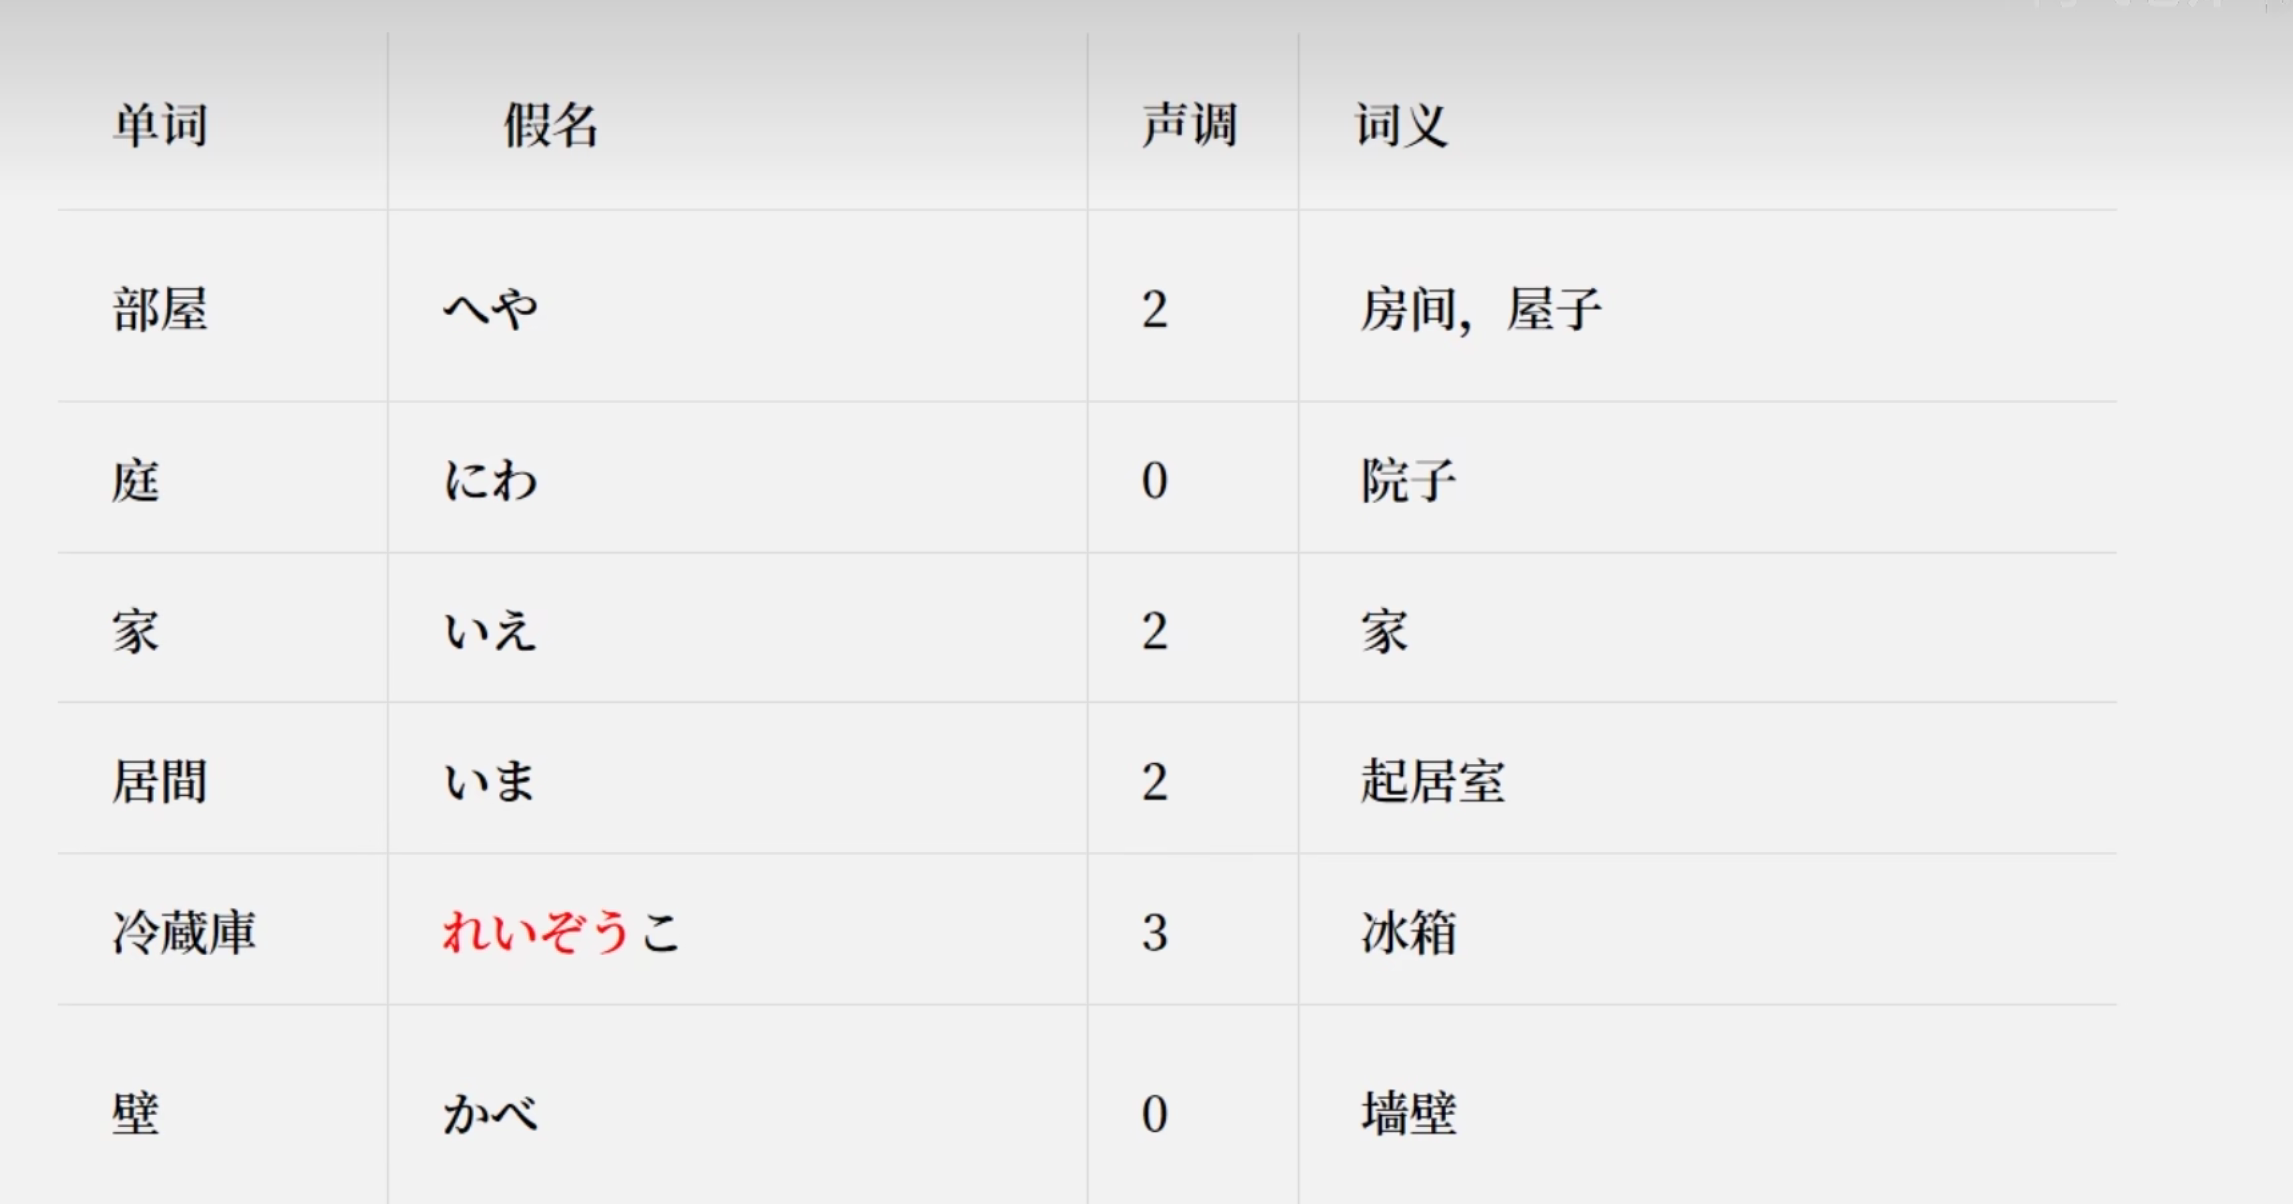 单词 假名 声调 词义
部屋 へや 2 房间，屋子
庭 にわ 0 院子
家 いえ 2 家
居間 いま 2 起居室
冷蔵庫 れいぞうこ 3 冰箱
壁 かべ 0 墙壁